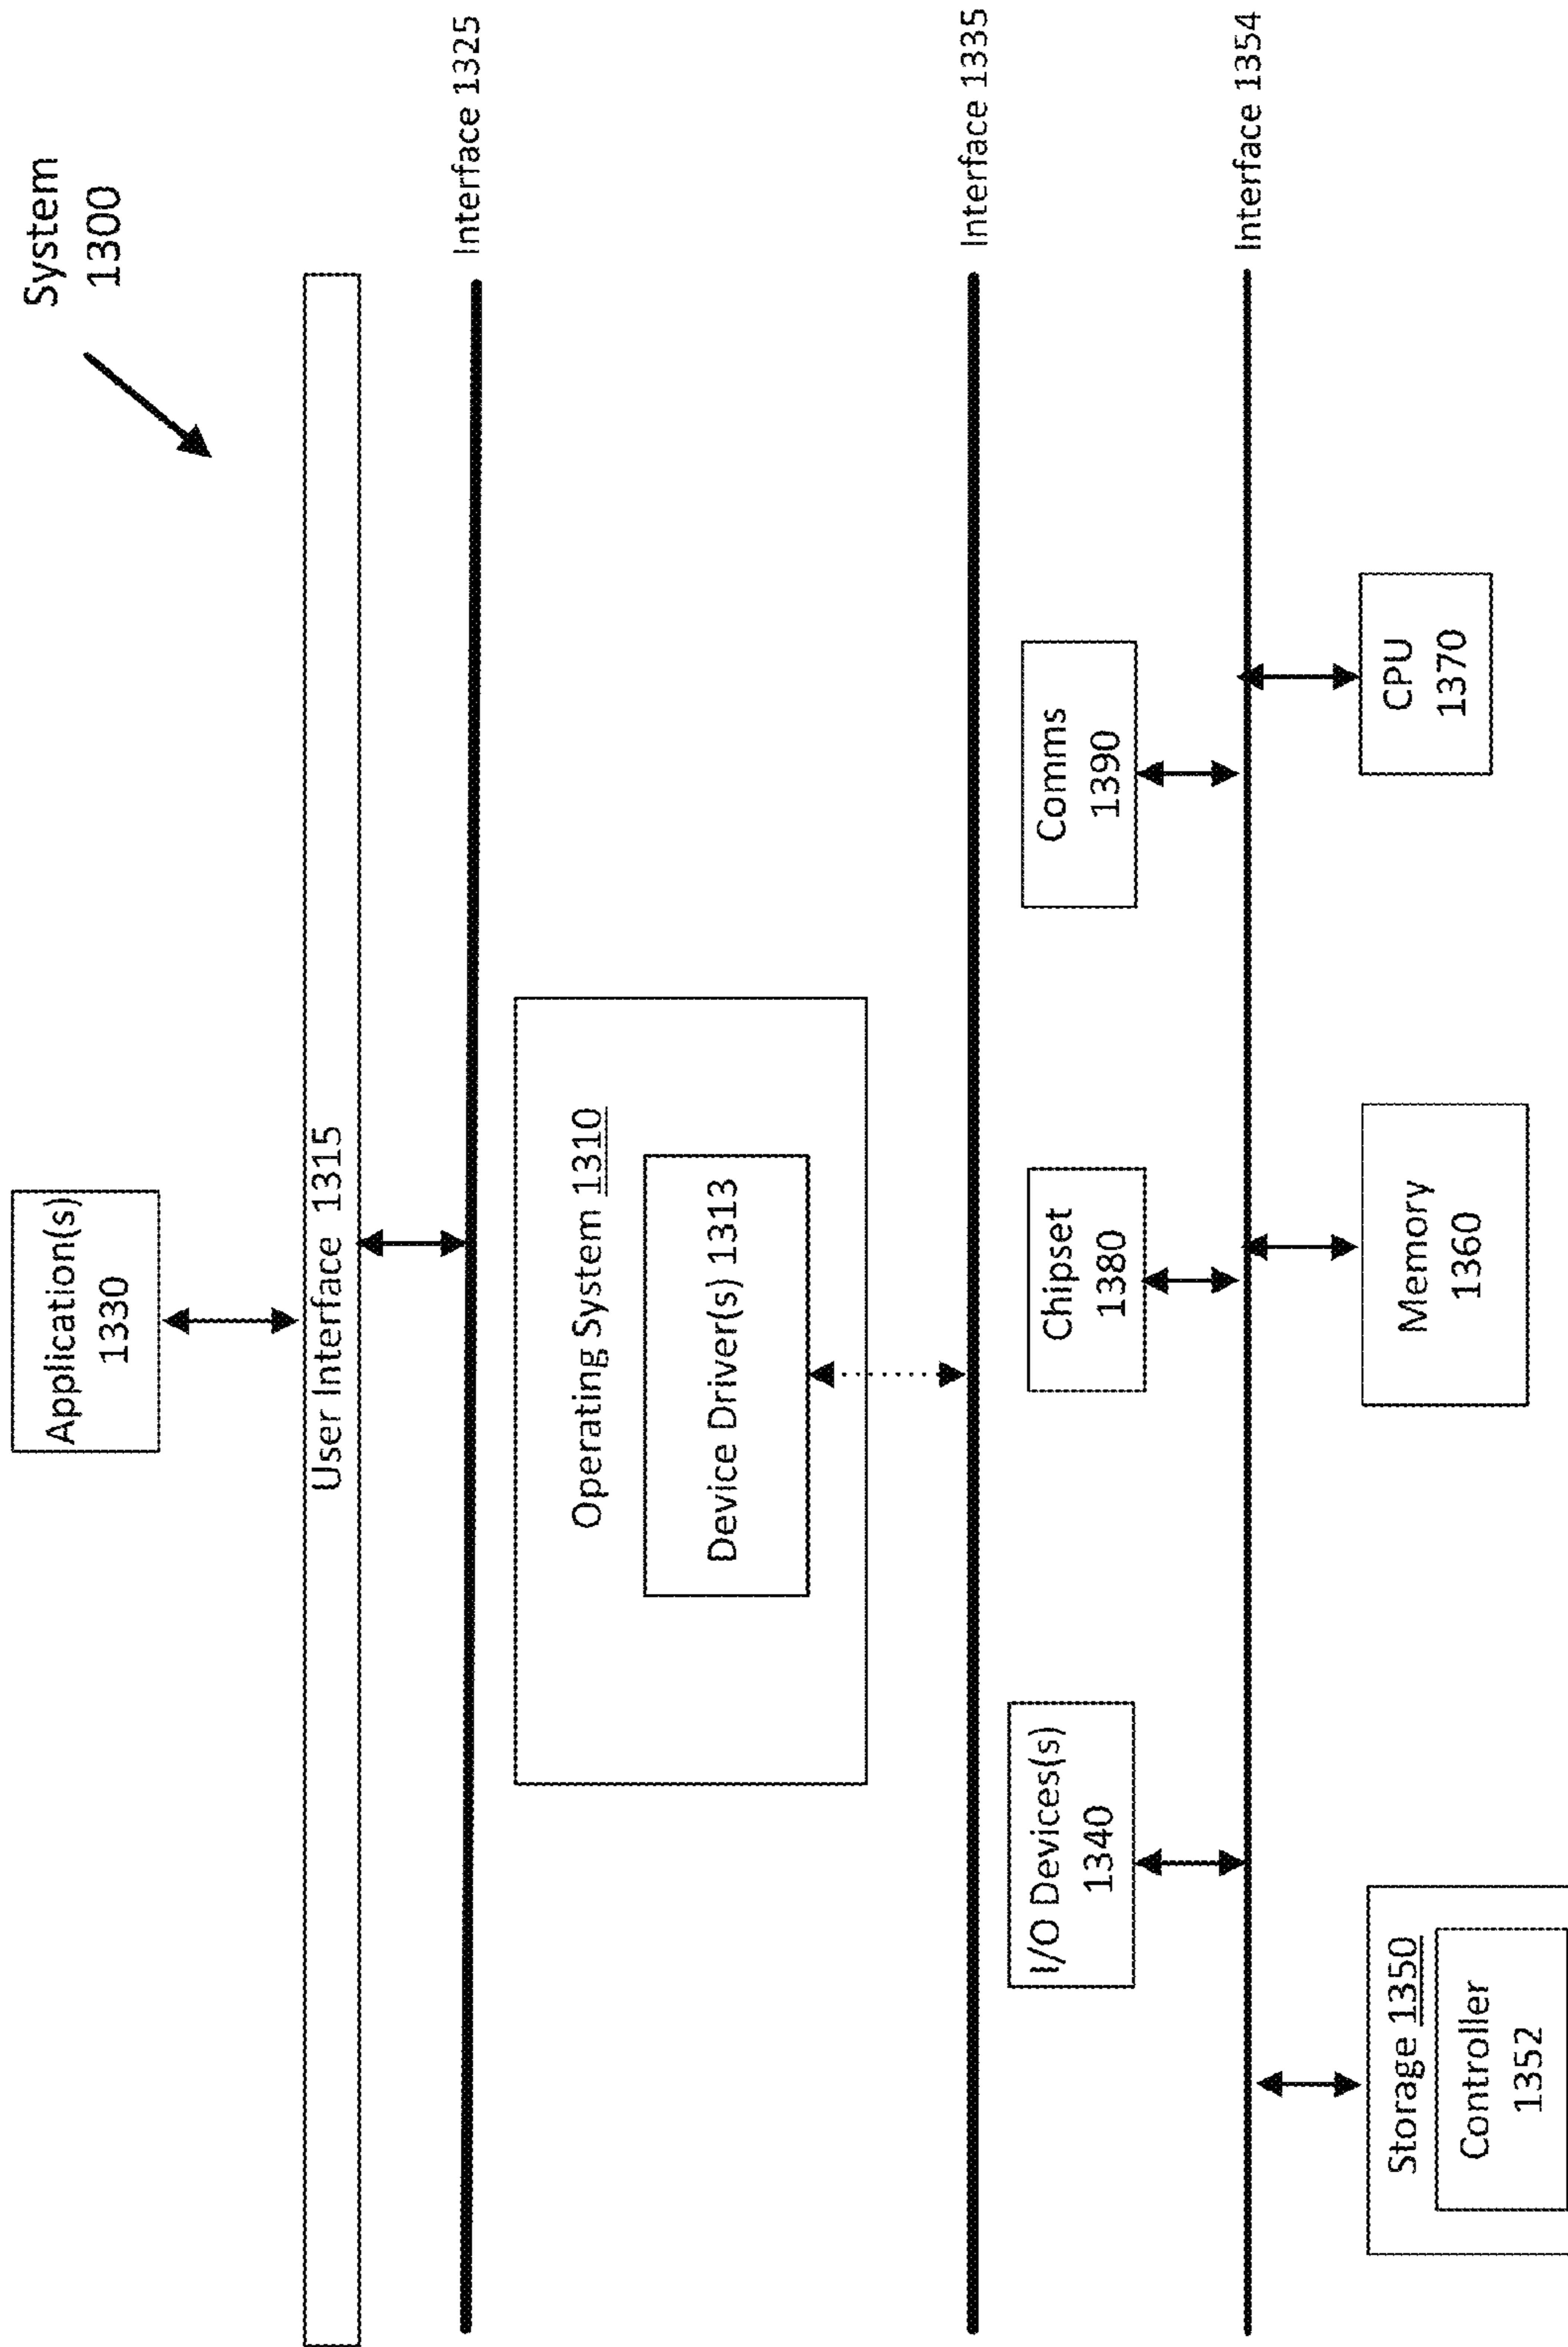 System
1300
Application(s)
1330
User Interface 1315
Interface 1325
Operating System 1310
Device Driver(s) 1313
Interface 1335
I/O Devices(s)
1340
Chipset
1380
Comms
1390
Interface 1354
Storage 1350
Controller
1352
Memory
1360
CPU
1370